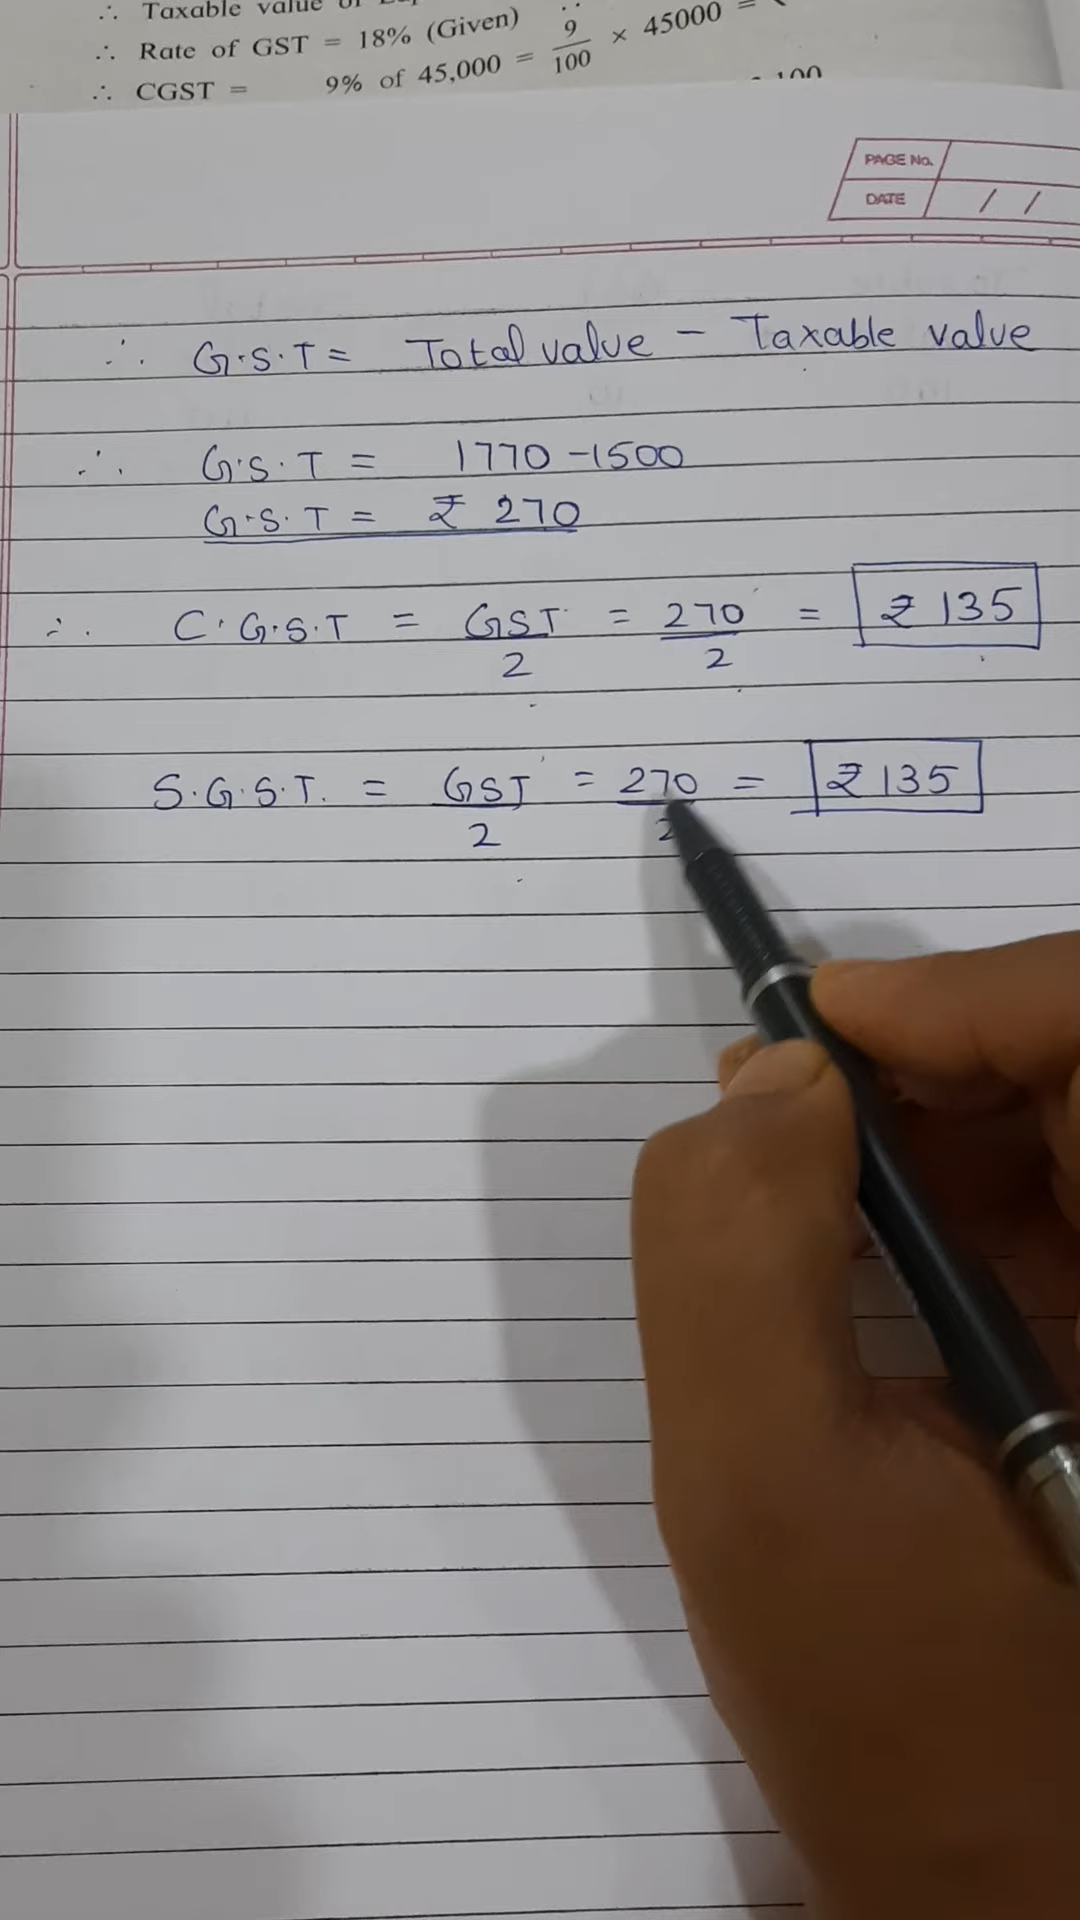 ∴ Taxable value
∴ Rate of GST = 18% (Given)
∴ CGST = 9% of 45,000 = 9/100 × 45000 =
100
PAGE No.
DATE / /
∴ G.S.T = Total value - Taxable value
∴ G.S.T = 1770 - 1500
G.S.T = ₹ 270
∴ C.G.S.T = GST/2 = 270/2 = ₹ 135
S.G.S.T. = GST/2 = 270/2 = ₹ 135